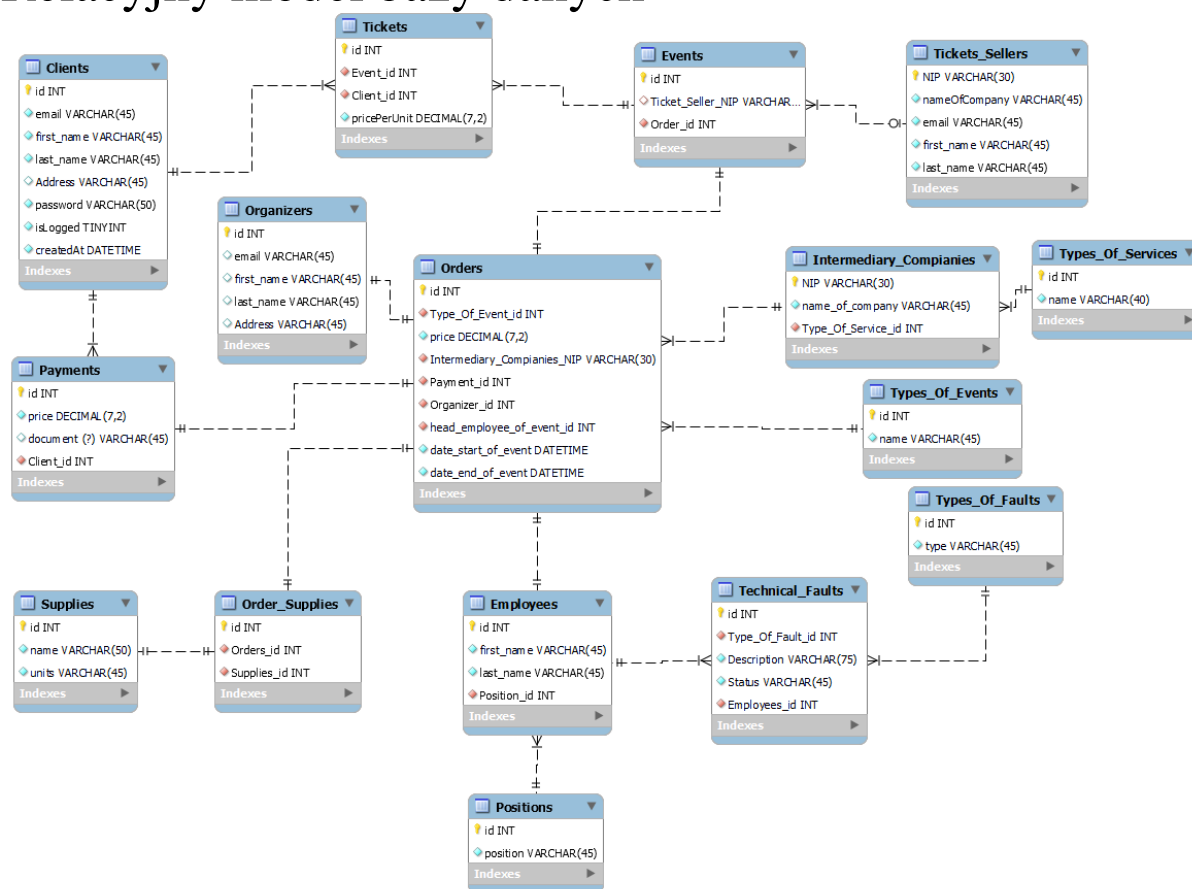 Relacyjny model bazy danych
Tickets
id INT
Event_id INT
Client_id INT
pricePerUnit DECIMAL(7,2)
Indexes
Clients
id INT
email VARCHAR(45)
first_name VARCHAR(45)
last_name VARCHAR(45)
Address VARCHAR(45)
password VARCHAR(50)
isLogged TINYINT
createdAt DATETIME
Indexes
Events
id INT
Ticket_Seller_NIP VARCHAR...
Order_id INT
Indexes
Tickets_Sellers
NIP VARCHAR(30)
nameOfCompany VARCHAR(45)
email VARCHAR(45)
first_name VARCHAR(45)
last_name VARCHAR(45)
Indexes
Organizers
id INT
email VARCHAR(45)
first_name VARCHAR(45)
last_name VARCHAR(45)
Address VARCHAR(45)
Indexes
Orders
id INT
Type_Of_Event_id INT
price DECIMAL(7,2)
Intermediary_Compianies_NIP VARCHAR(30)
Payment_id INT
Organizer_id INT
head_employee_of_event_id INT
date_start_of_event DATETIME
date_end_of_event DATETIME
Indexes
Intermediary_Compianies
NIP VARCHAR(30)
name_of_company VARCHAR(45)
Type_Of_Service_id INT
Indexes
Types_Of_Services
id INT
name VARCHAR(40)
Indexes
Payments
id INT
price DECIMAL(7,2)
document (?) VARCHAR(45)
Client_id INT
Indexes
Types_Of_Events
id INT
name VARCHAR(45)
Indexes
Types_Of_Faults
id INT
type VARCHAR(45)
Indexes
Supplies
id INT
name VARCHAR(50)
units VARCHAR(45)
Indexes
Order_Supplies
id INT
Orders_id INT
Supplies_id INT
Indexes
Employees
id INT
first_name VARCHAR(45)
last_name VARCHAR(45)
Position_id INT
Indexes
Technical_Faults
id INT
Type_Of_Fault_id INT
Description VARCHAR(75)
Status VARCHAR(45)
Employees_id INT
Indexes
Positions
id INT
position VARCHAR(45)
Indexes